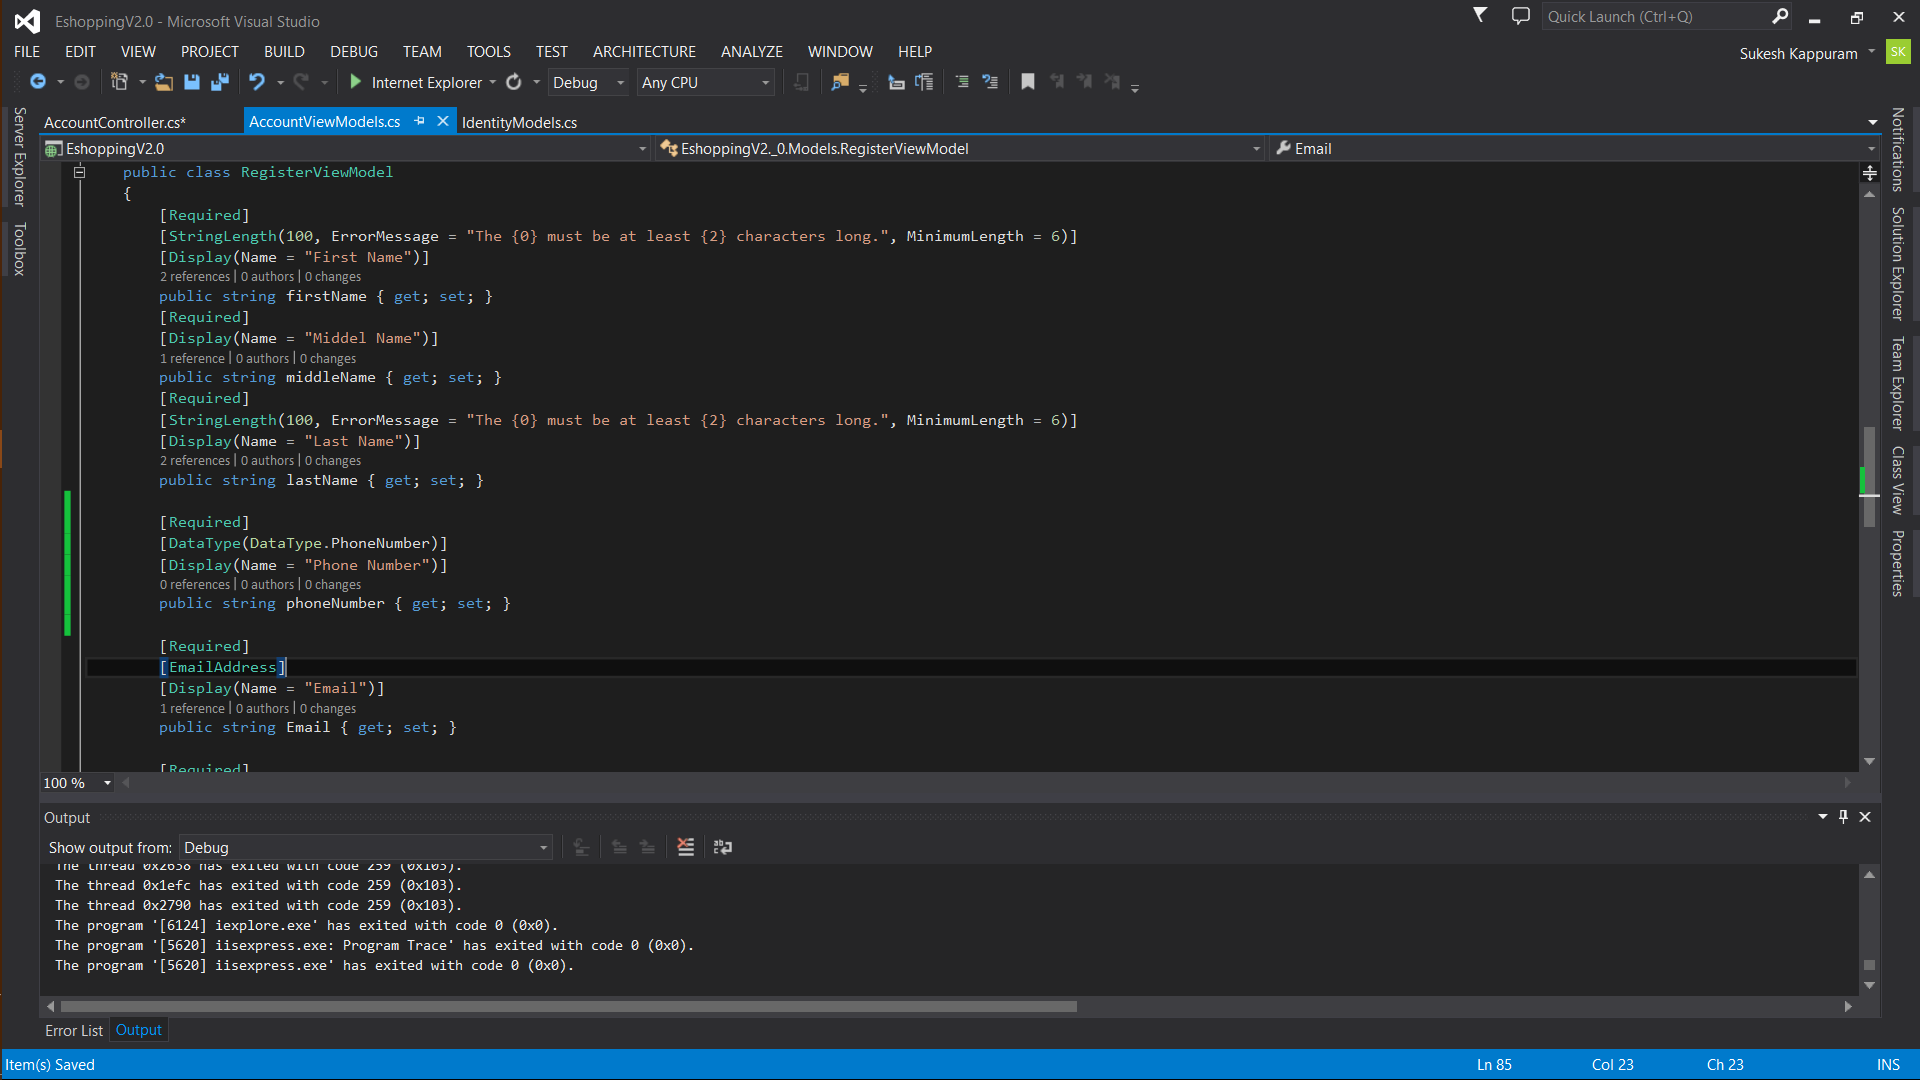 EshoppingV2.0 - Microsoft Visual Studio
Quick Launch (Ctrl+Q)
FILE EDIT VIEW PROJECT BUILD DEBUG TEAM TOOLS TEST ARCHITECTURE ANALYZE WINDOW HELP
Sukesh Kappuram SK
Internet Explorer Debug Any CPU
Server Explorer
Toolbox
AccountController.cs* AccountViewModels.cs IdentityModels.cs
EshoppingV2.0 EshoppingV2._0.Models.RegisterViewModel Email
public class RegisterViewModel
{
[Required]
[StringLength(100, ErrorMessage = "The {0} must be at least {2} characters long.", MinimumLength = 6)]
[Display(Name = "First Name")]
2 references | 0 authors | 0 changes
public string firstName { get; set; }
[Required]
[Display(Name = "Middel Name")]
1 reference | 0 authors | 0 changes
public string middleName { get; set; }
[Required]
[StringLength(100, ErrorMessage = "The {0} must be at least {2} characters long.", MinimumLength = 6)]
[Display(Name = "Last Name")]
2 references | 0 authors | 0 changes
public string lastName { get; set; }
[Required]
[DataType(DataType.PhoneNumber)]
[Display(Name = "Phone Number")]
0 references | 0 authors | 0 changes
public string phoneNumber { get; set; }
[Required]
[EmailAddress]
[Display(Name = "Email")]
1 reference | 0 authors | 0 changes
public string Email { get; set; }
[Required]
100 %
Notifications
Solution Explorer
Team Explorer
Class View
Properties
Output
Show output from: Debug
The thread 0x2638 has exited with code 259 (0x103).
The thread 0x1efc has exited with code 259 (0x103).
The thread 0x2790 has exited with code 259 (0x103).
The program '[6124] iexplore.exe' has exited with code 0 (0x0).
The program '[5620] iisexpress.exe: Program Trace' has exited with code 0 (0x0).
The program '[5620] iisexpress.exe' has exited with code 0 (0x0).
Error List Output
Item(s) Saved Ln 85 Col 23 Ch 23 INS